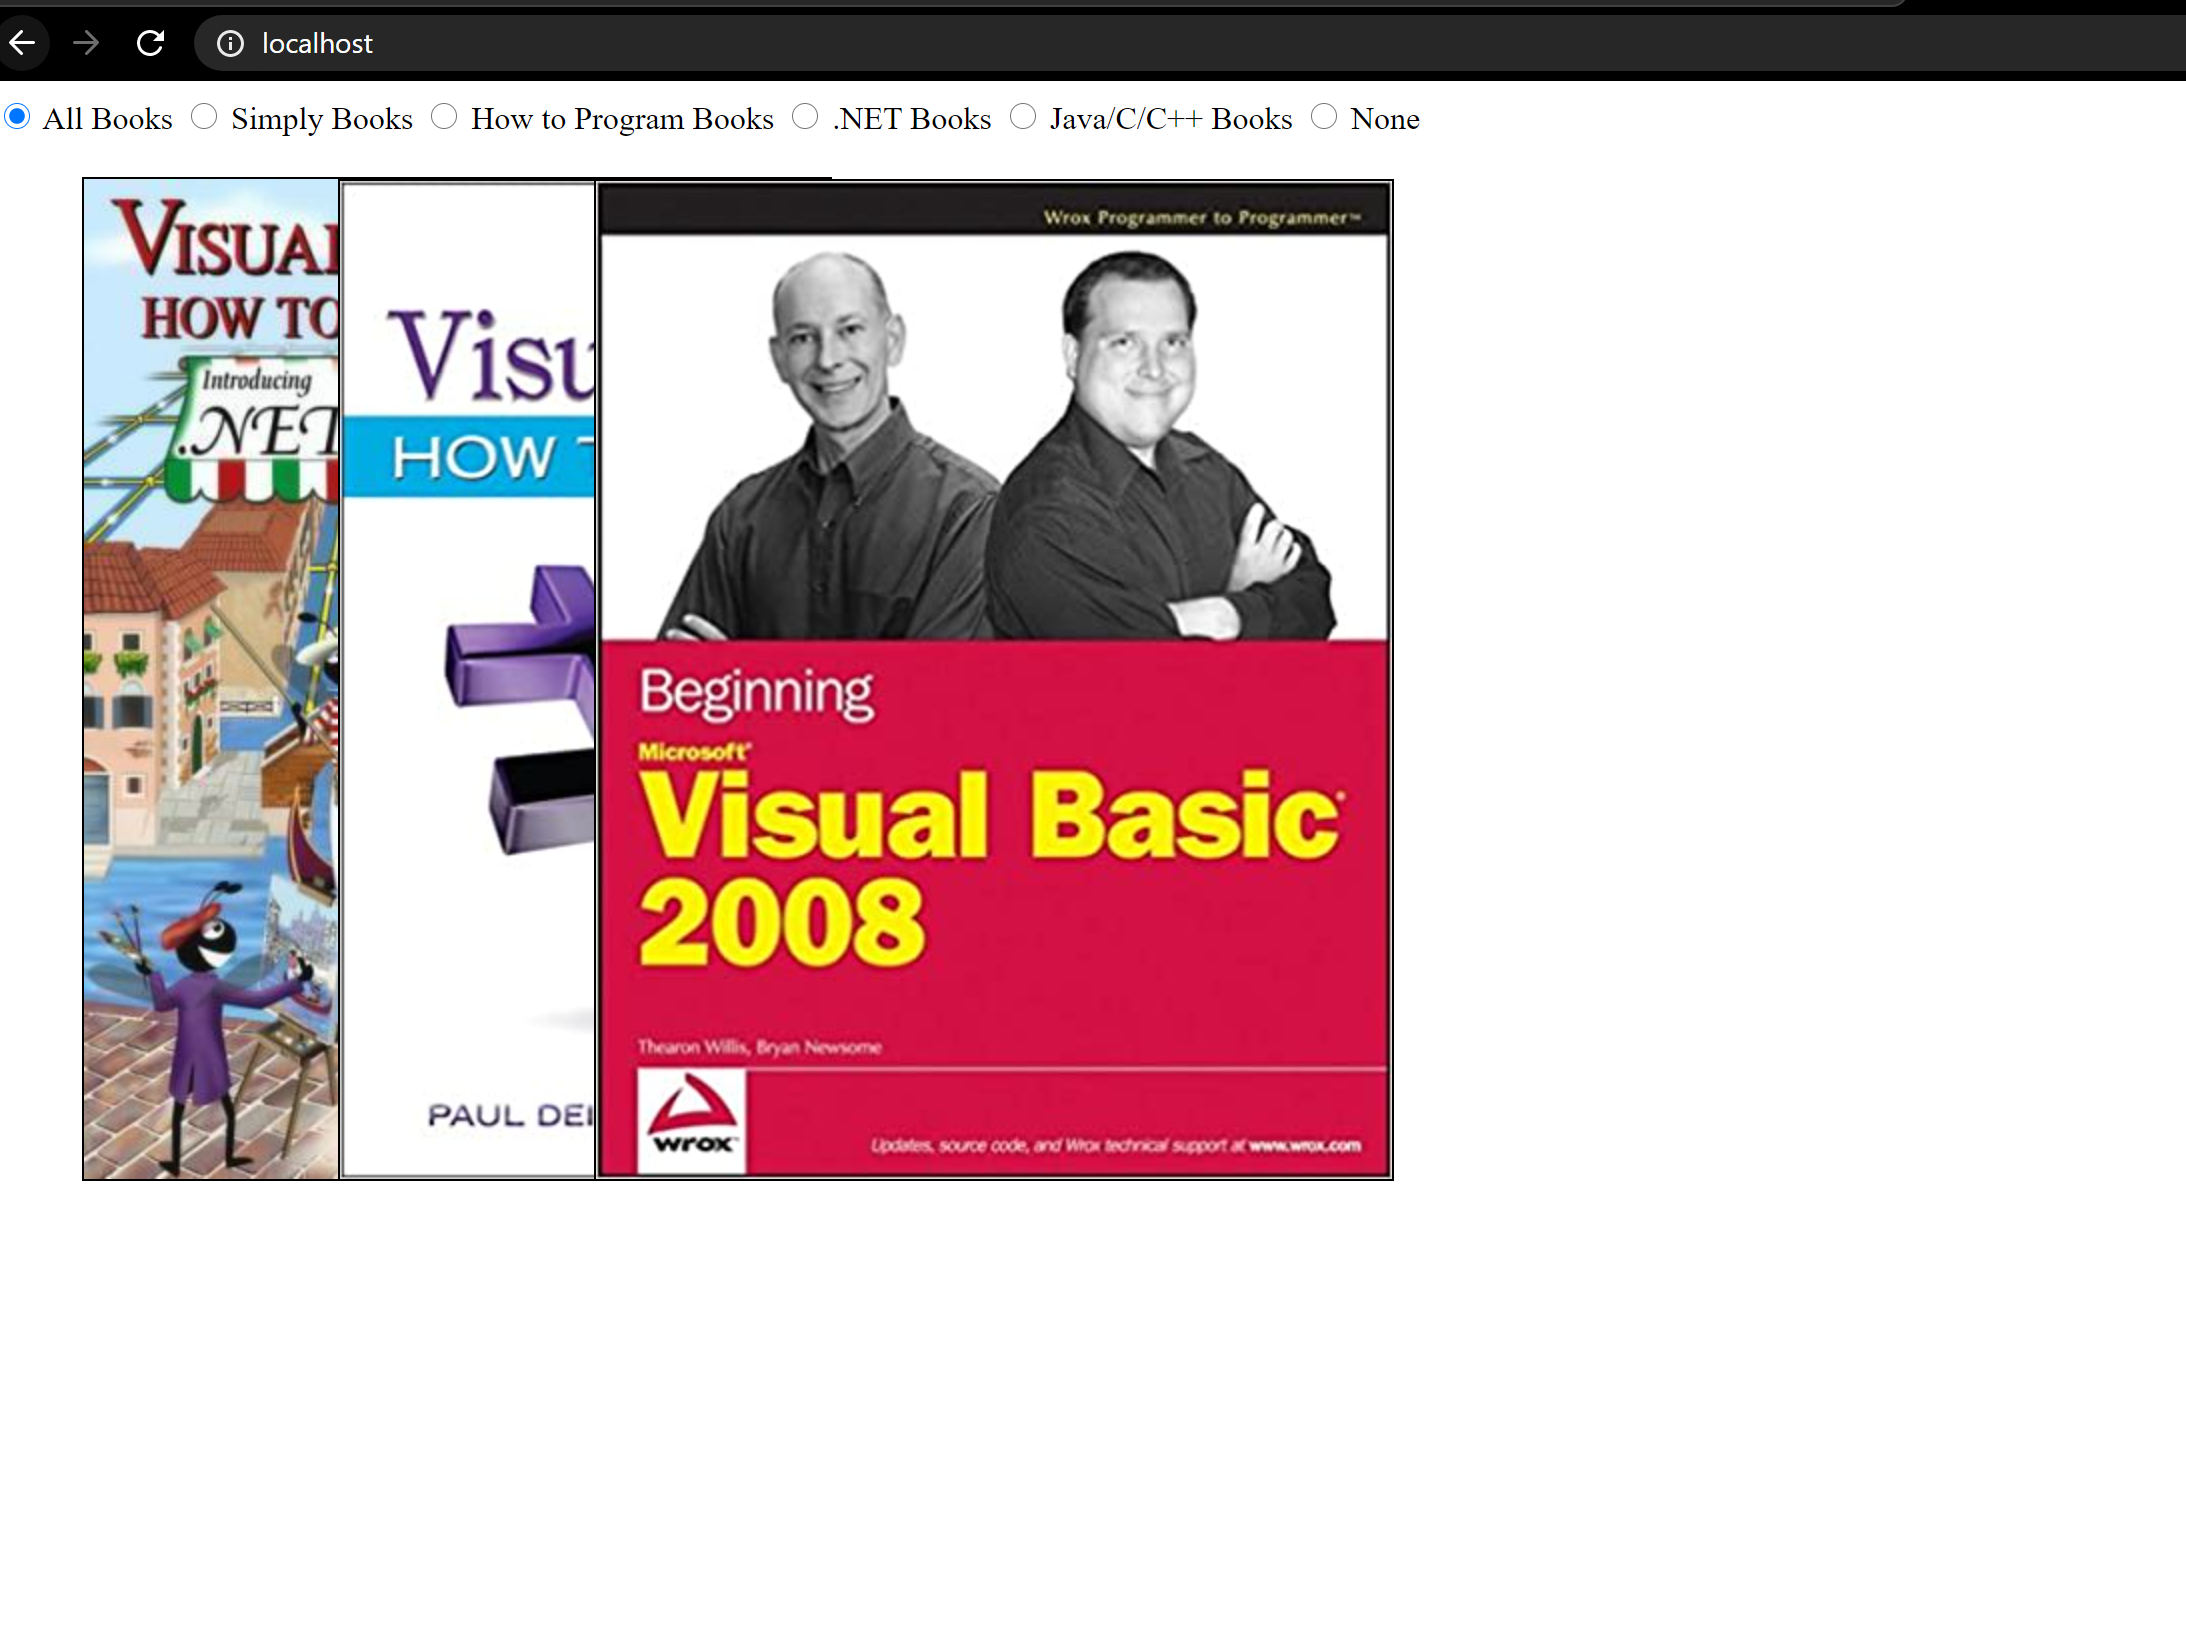 localhost
All Books Simply Books How to Program Books .NET Books Java/C/C++ Books None
VISUAL
HOW TO
Introducing
.NET
Visu
HOW T
PAUL DEI
Wrox Programmer to Programmer™
Beginning
Microsoft®
Visual Basic®
2008
Thearon Willis, Bryan Newsome
wrox™
Updates, source code, and Wrox technical support at www.wrox.com